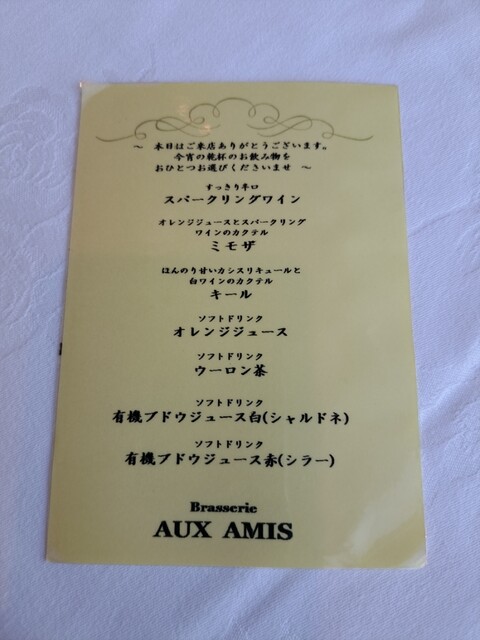 ～ 本日はご来店ありがとうございます。
今宵の乾杯のお飲み物を
おひとつお選びくださいませ ～
すっきり辛口
スパークリングワイン
オレンジジュースとスパークリング
ワインのカクテル
ミモザ
ほんのり甘いカシスリキュールと
白ワインのカクテル
キール
ソフトドリンク
オレンジジュース
ソフトドリンク
ウーロン茶
ソフトドリンク
有機ブドウジュース白(シャルドネ)
ソフトドリンク
有機ブドウジュース赤(シラー)
Brasserie
AUX AMIS